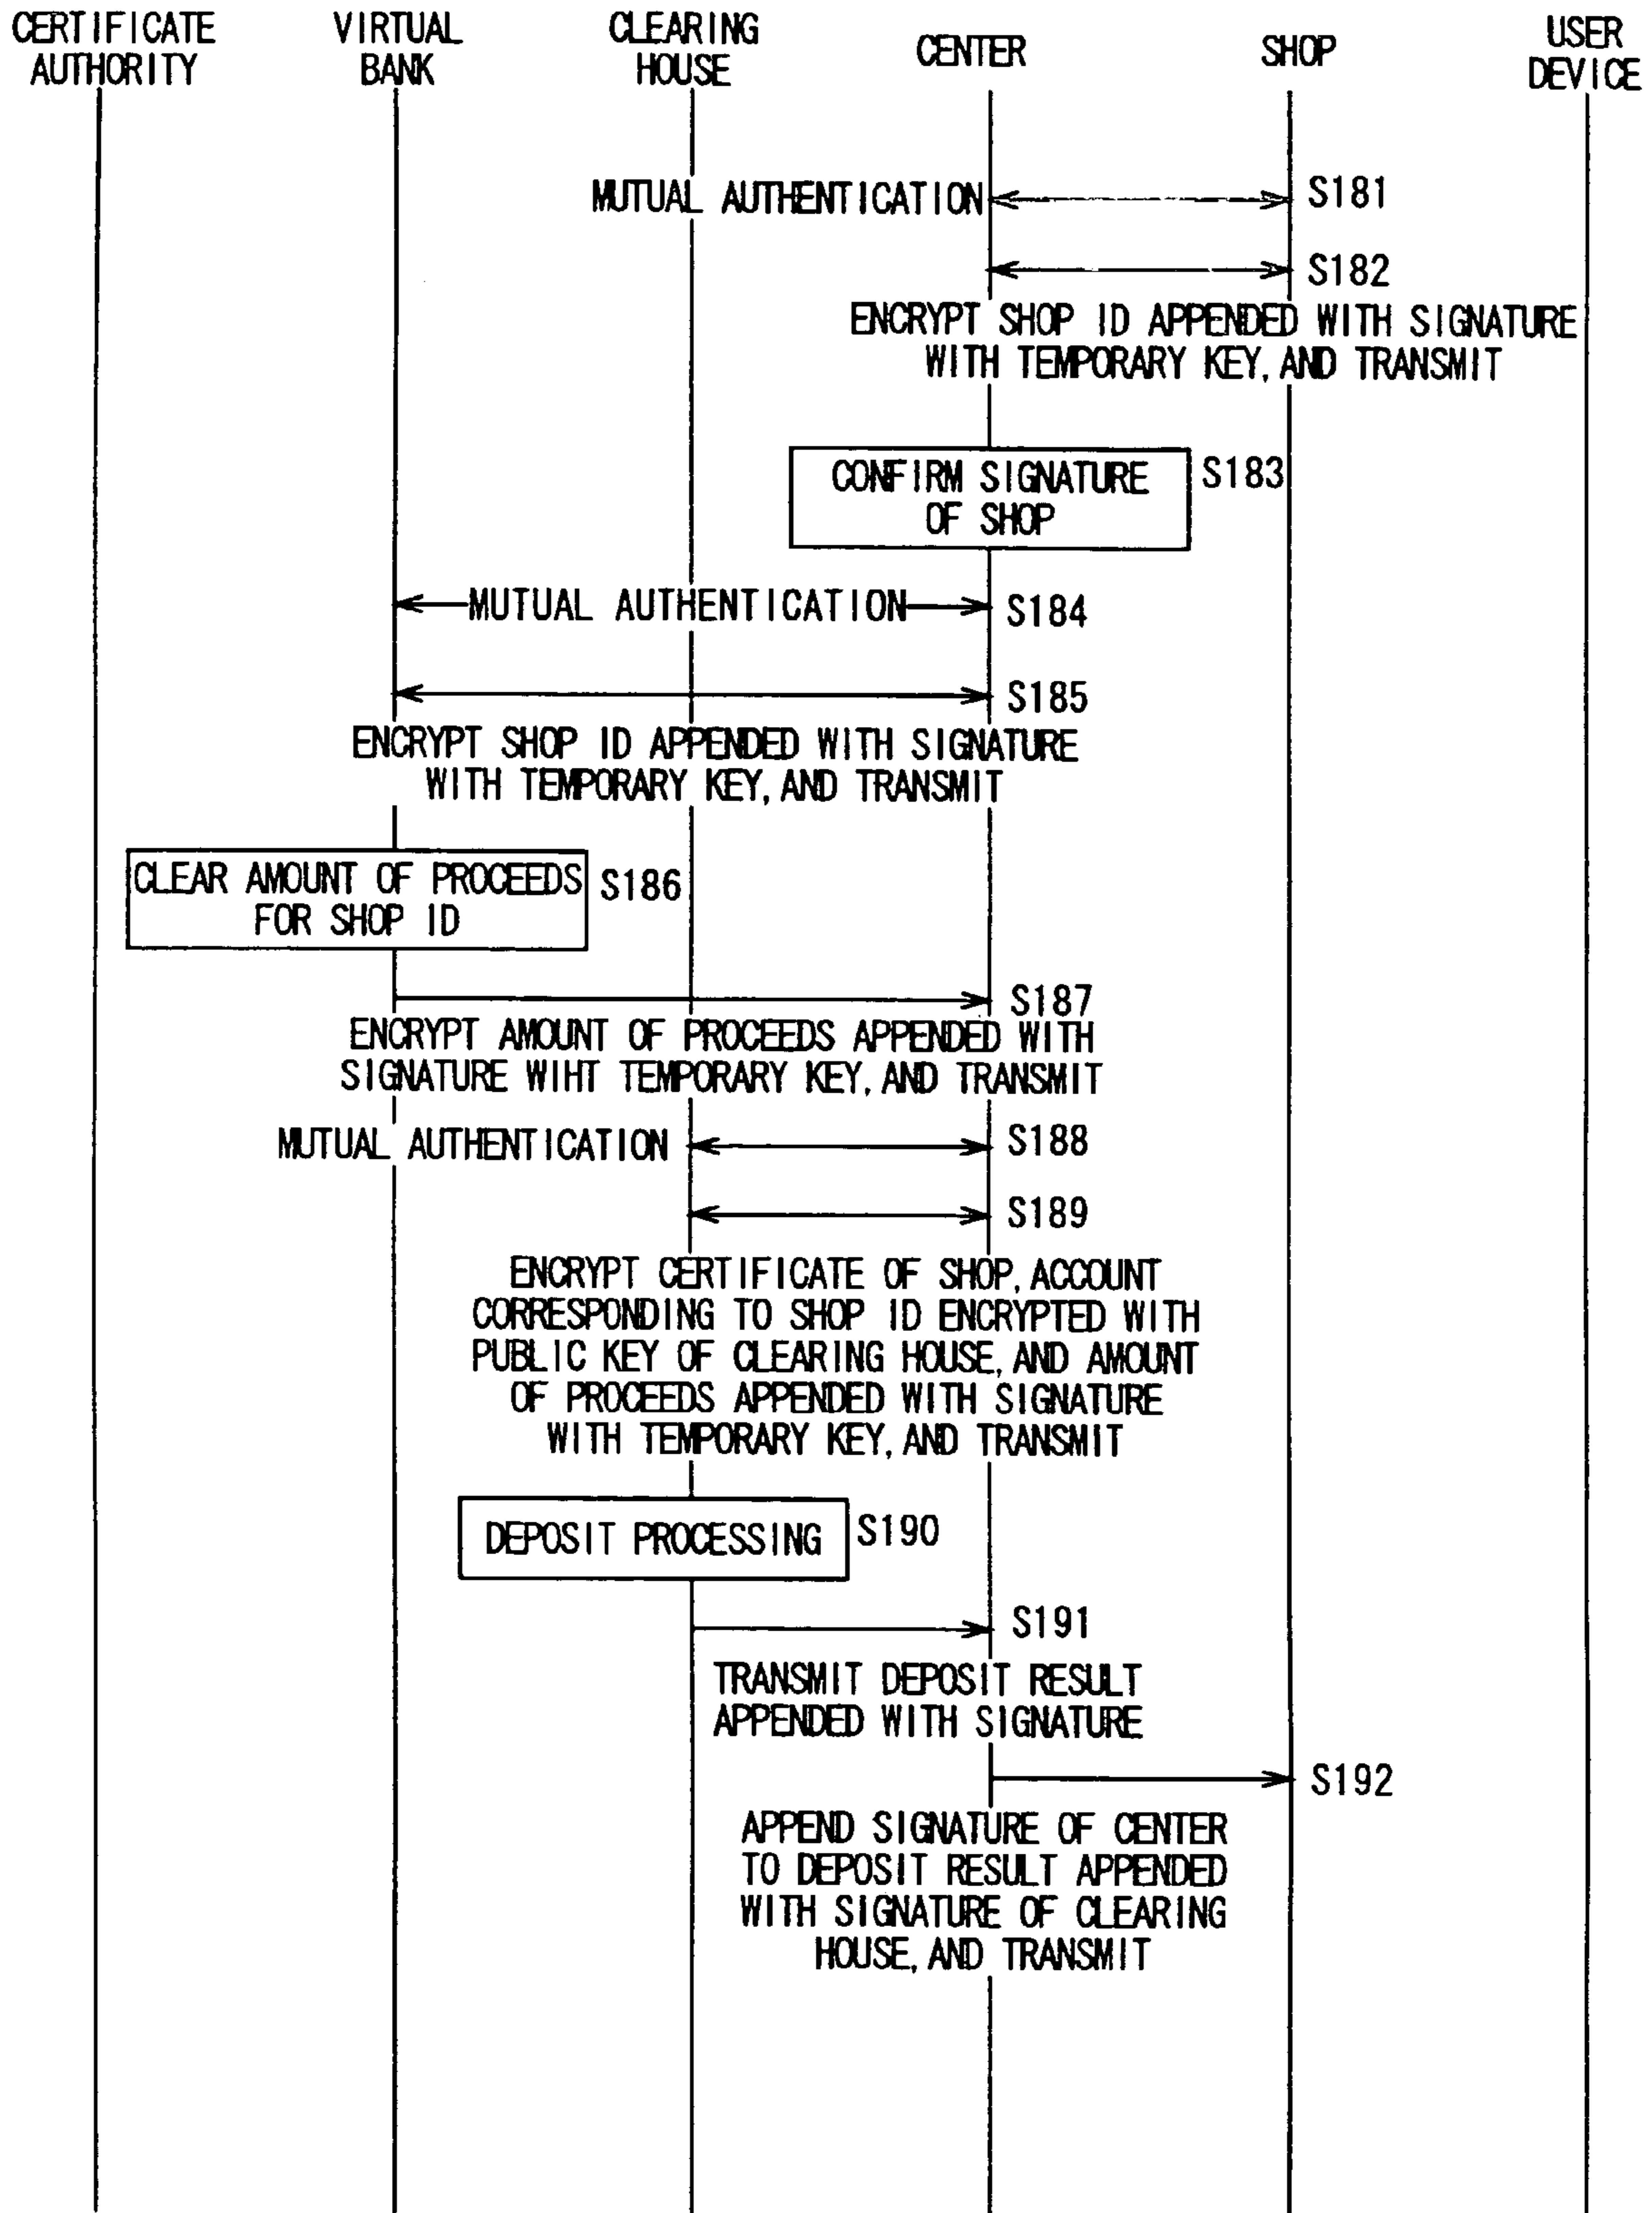 CERTIFICATE
AUTHORITY
VIRTUAL
BANK
CLEARING
HOUSE
CENTER
SHOP
USER
DEVICE
MUTUAL AUTHENTICATION
S181
S182
ENCRYPT SHOP ID APPENDED WITH SIGNATURE
WITH TEMPORARY KEY, AND TRANSMIT
CONFIRM SIGNATURE
OF SHOP
S183
MUTUAL AUTHENTICATION
S184
S185
ENCRYPT SHOP ID APPENDED WITH SIGNATURE
WITH TEMPORARY KEY, AND TRANSMIT
CLEAR AMOUNT OF PROCEEDS
FOR SHOP ID
S186
S187
ENCRYPT AMOUNT OF PROCEEDS APPENDED WITH
SIGNATURE WIHT TEMPORARY KEY, AND TRANSMIT
MUTUAL AUTHENTICATION
S188
S189
ENCRYPT CERTIFICATE OF SHOP, ACCOUNT
CORRESPONDING TO SHOP ID ENCRYPTED WITH
PUBLIC KEY OF CLEARING HOUSE, AND AMOUNT
OF PROCEEDS APPENDED WITH SIGNATURE
WITH TEMPORARY KEY, AND TRANSMIT
DEPOSIT PROCESSING
S190
S191
TRANSMIT DEPOSIT RESULT
APPENDED WITH SIGNATURE
S192
APPEND SIGNATURE OF CENTER
TO DEPOSIT RESULT APPENDED
WITH SIGNATURE OF CLEARING
HOUSE, AND TRANSMIT